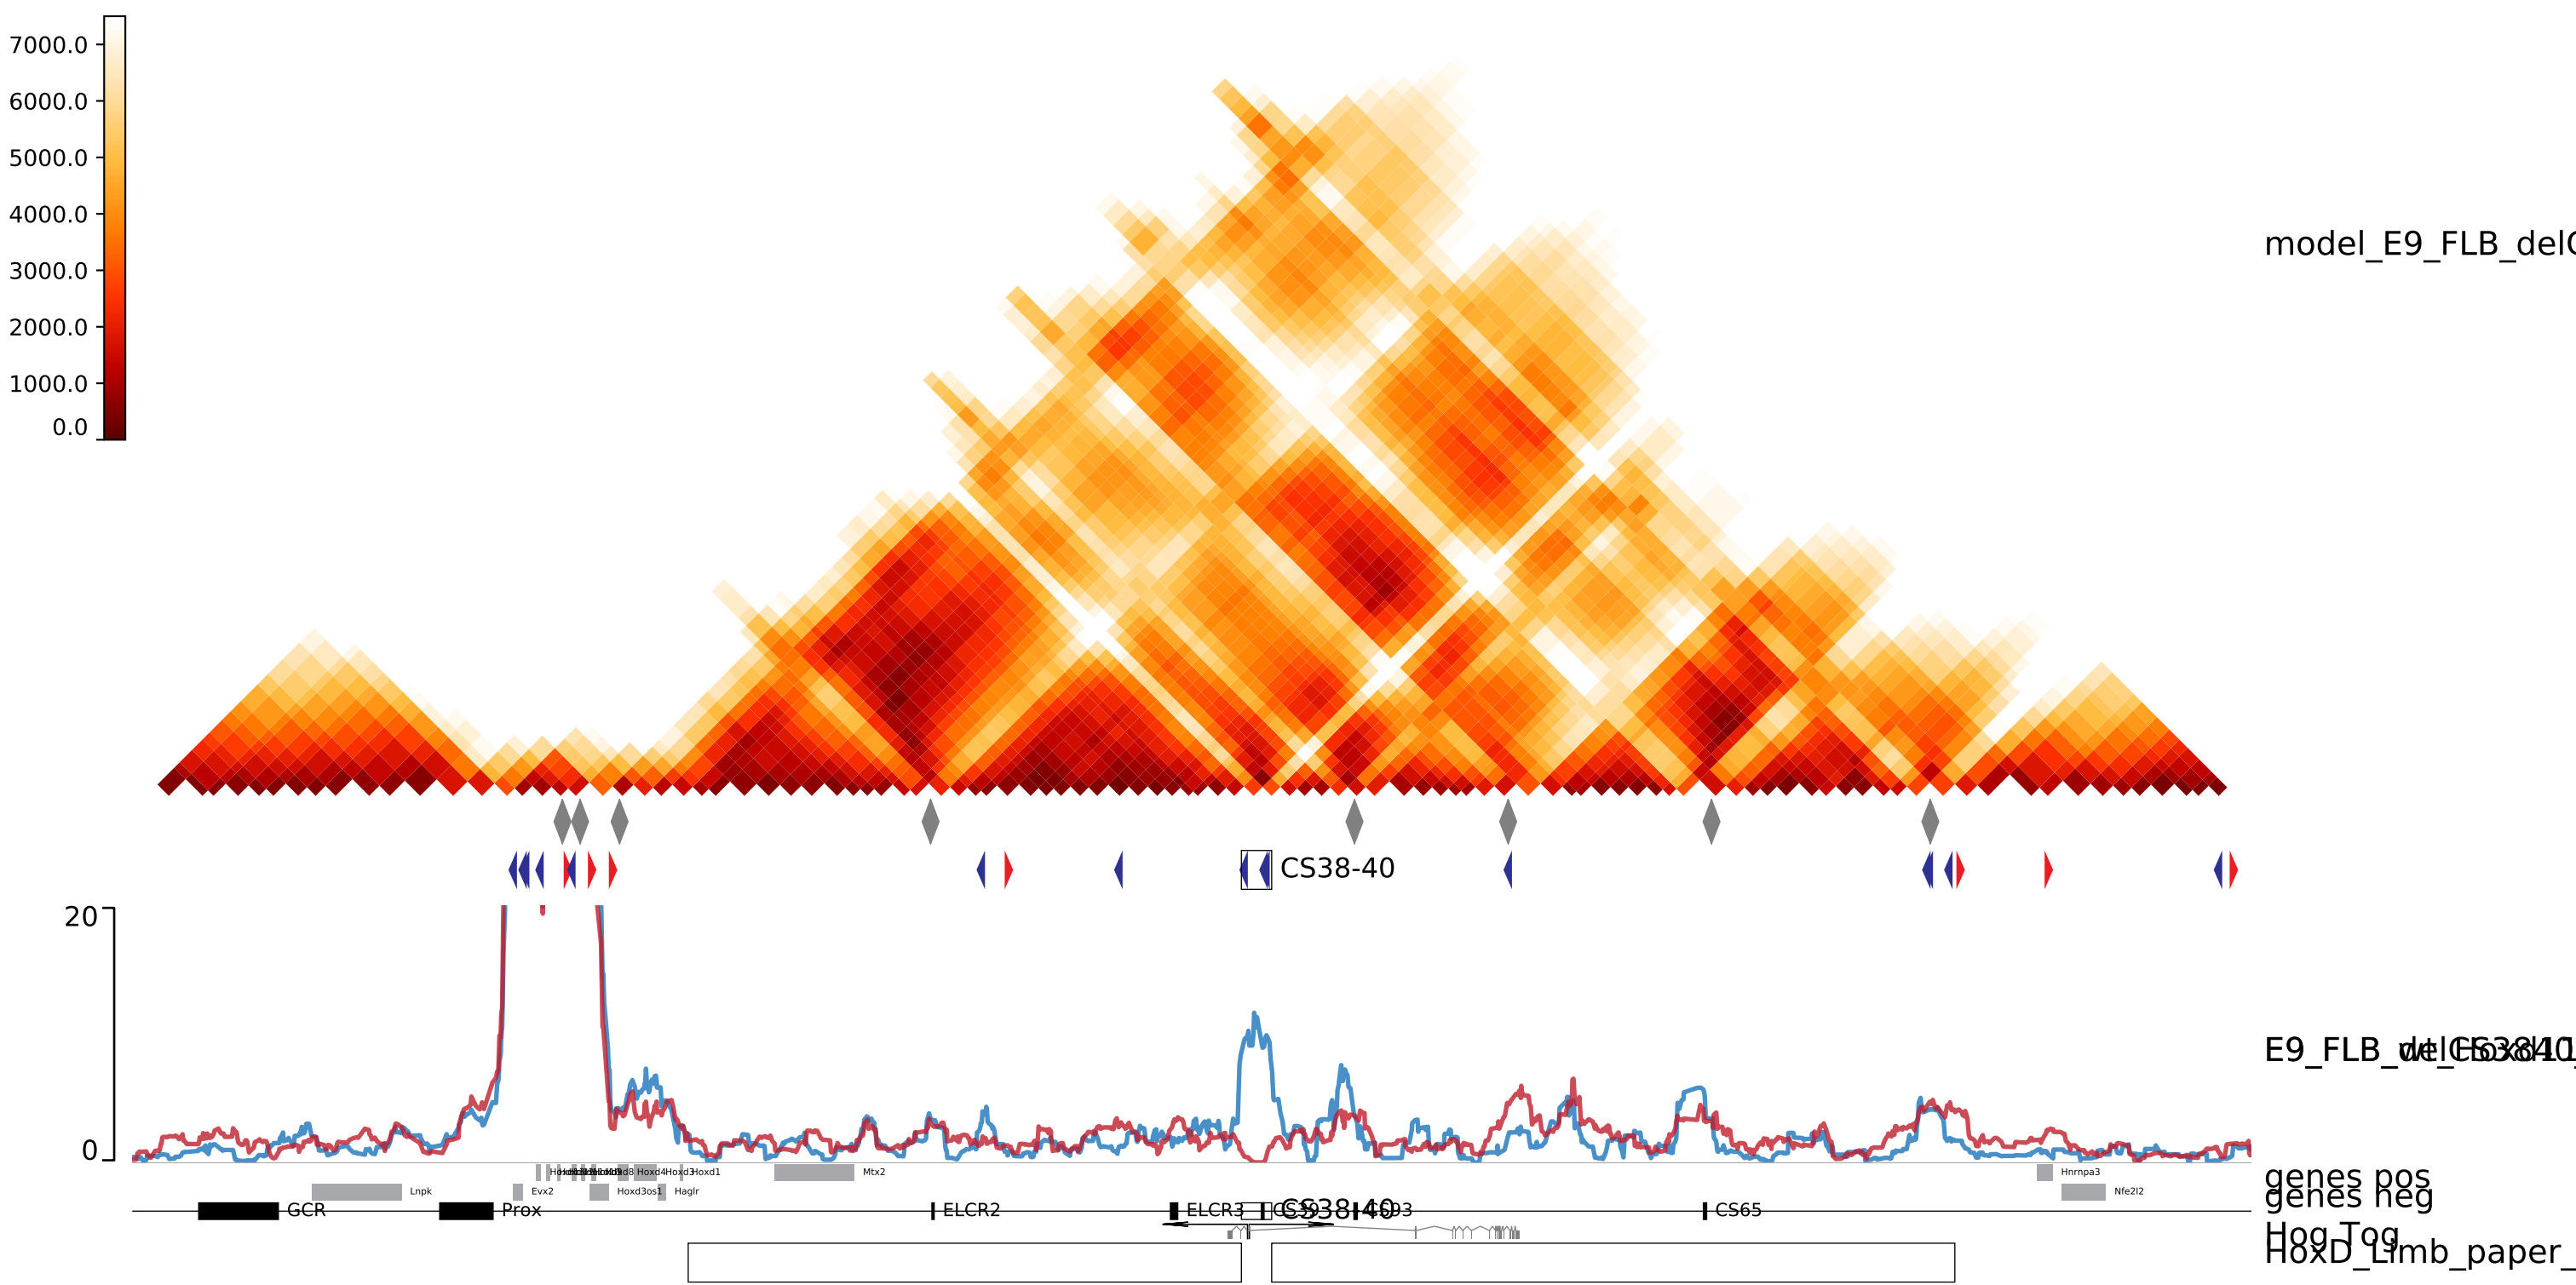 7000.0
6000.0
5000.0
4000.0
3000.0
2000.0
1000.0
0.0
model_E9_FLB_del
CS38-40
20
0
E9_FLB_
Hoxd4 Hoxd3 Hoxd1 Mtx2 Hnrnpa3
genes pos
Lnpk Evx2 Hoxd3os1 Haglr Nfe2l2
genes neg
GCR Prox ELCR2 ELCR3 CS38-40 CS65
Hog Tog
HoxD_Limb_paper_